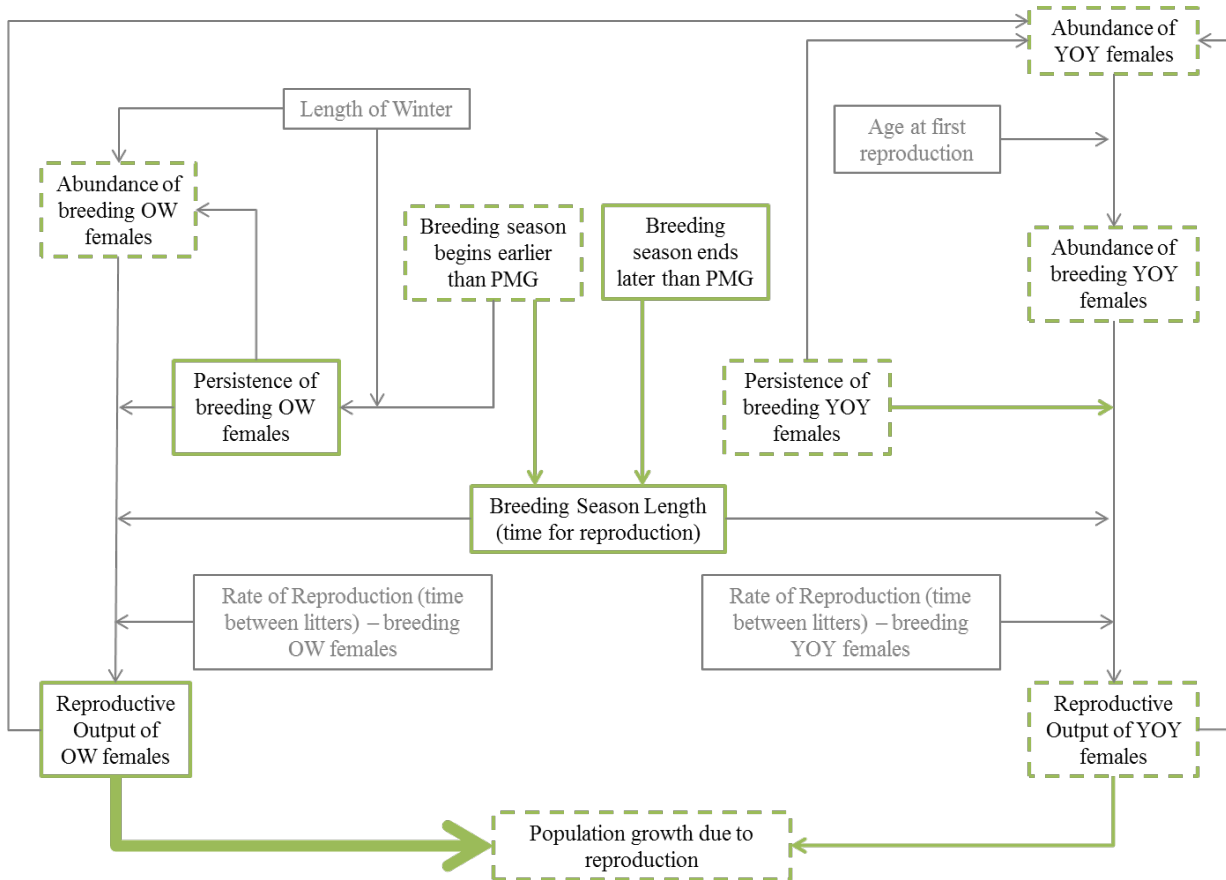 Abundance of
YOY females
Length of Winter
Age at first
reproduction
Abundance of
breeding OW
females
Breeding season
begins earlier
than PMG
Breeding
season ends
later than PMG
Abundance
of breeding YOY
females
Persistence of
breeding OW
females
Persistence of
breeding YOY
females
Breeding Season Length
(time for reproduction)
Rate of Reproduction (time
between litters) – breeding
OW females
Rate of Reproduction (time
between litters) – breeding
YOY females
Reproductive
Output of
OW females
Reproductive
Output of YOY
females
Population growth due to
reproduction